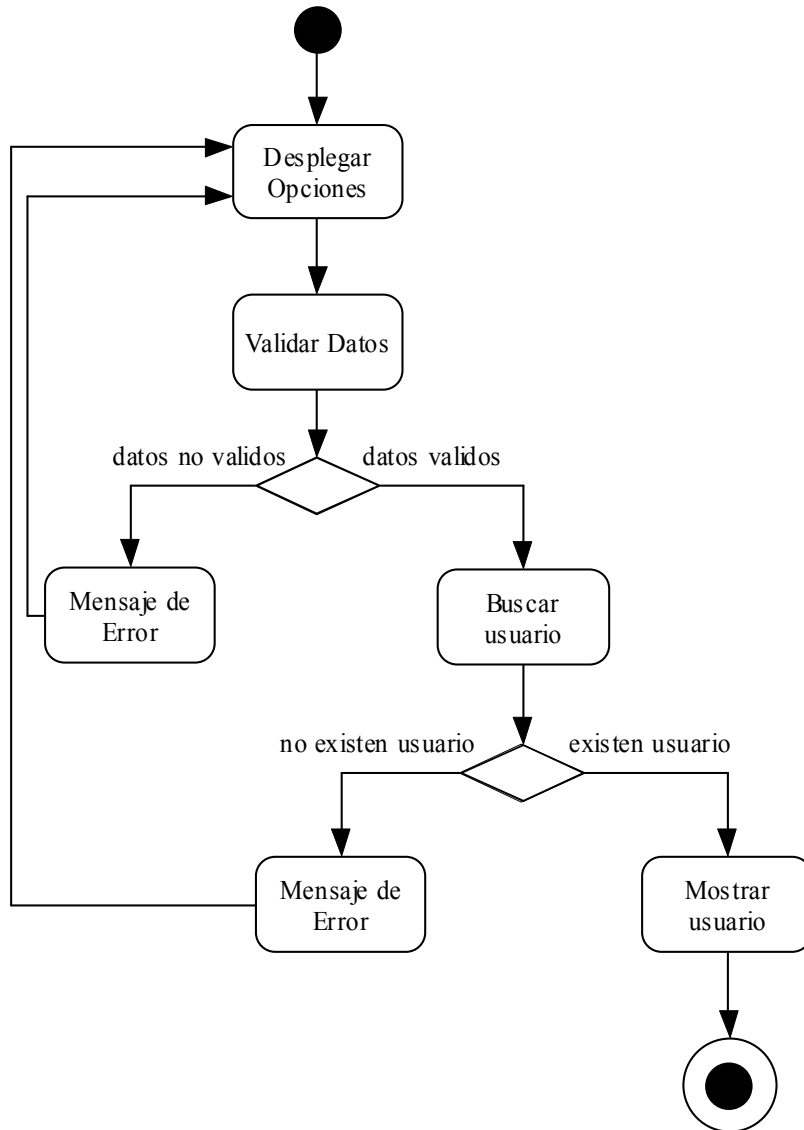 Desplegar
Opciones
Validar Datos
datos no validos
datos validos
Mensaje de
Error
Buscar
usuario
no existen usuario
existen usuario
Mensaje de
Error
Mostrar
usuario